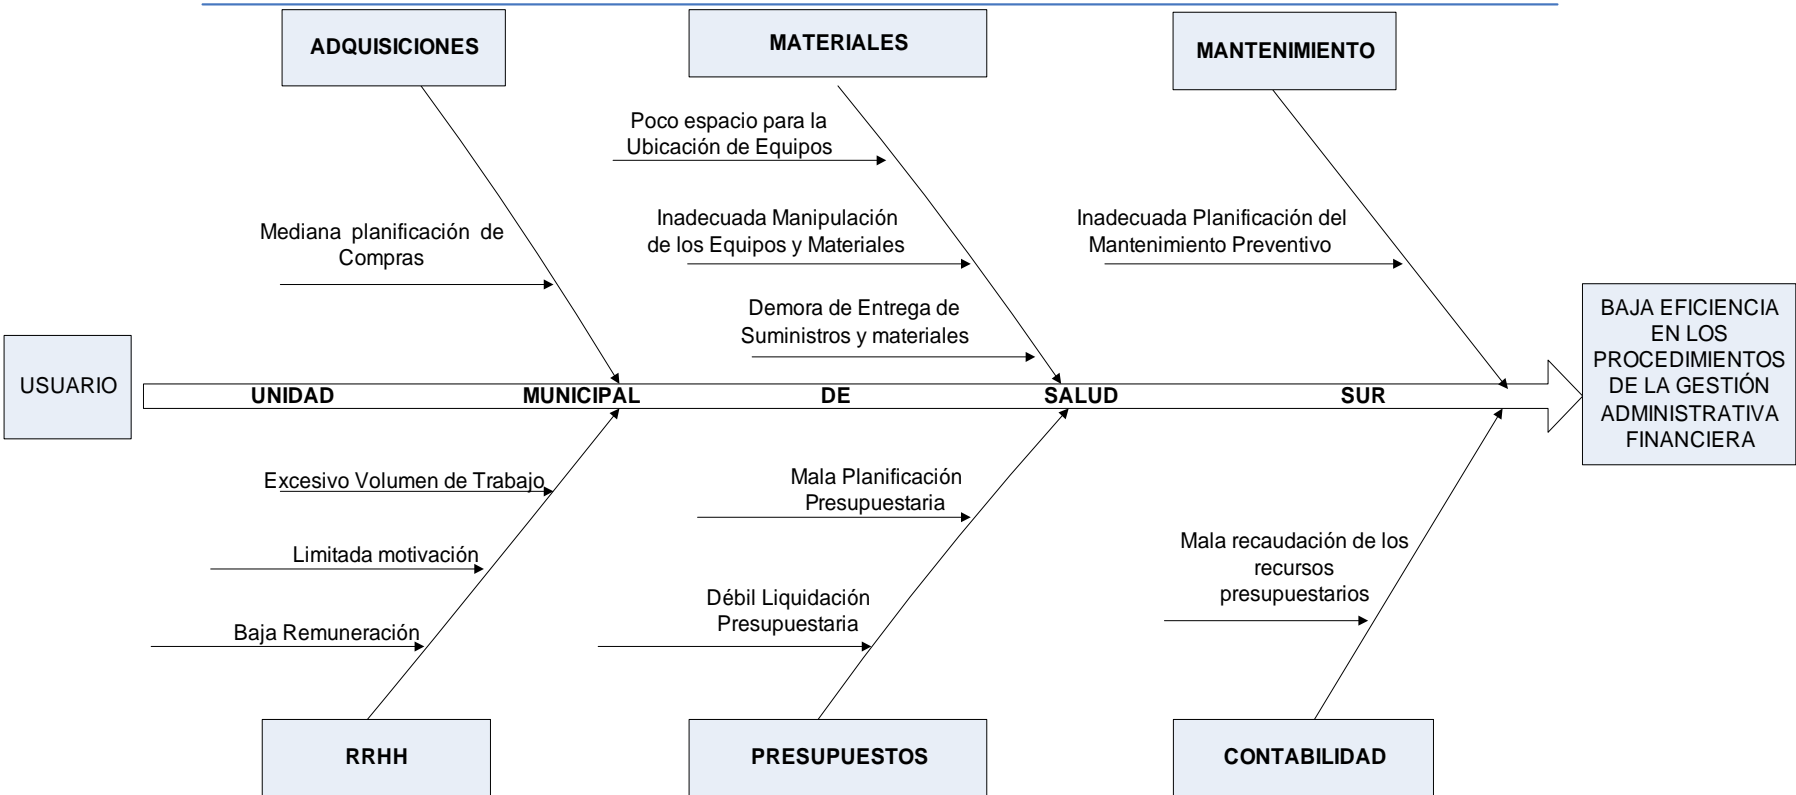 ADQUISICIONES
MATERIALES
MANTENIMIENTO
Poco espacio para la
Ubicación de Equipos
Mediana planificación de
Compras
Inadecuada Manipulación
de los Equipos y Materiales
Inadecuada Planificación del
Mantenimiento Preventivo
Demora de Entrega de
Suministros y materiales
USUARIO
UNIDAD MUNICIPAL DE SALUD SUR
BAJA EFICIENCIA
EN LOS
PROCEDIMIENTOS
DE LA GESTIÓN
ADMINISTRATIVA
FINANCIERA
Excesivo Volumen de Trabajo
Limitada motivación
Baja Remuneración
Mala Planificación
Presupuestaria
Débil Liquidación
Presupuestaria
Mala recaudación de los
recursos
presupuestarios
RRHH
PRESUPUESTOS
CONTABILIDAD